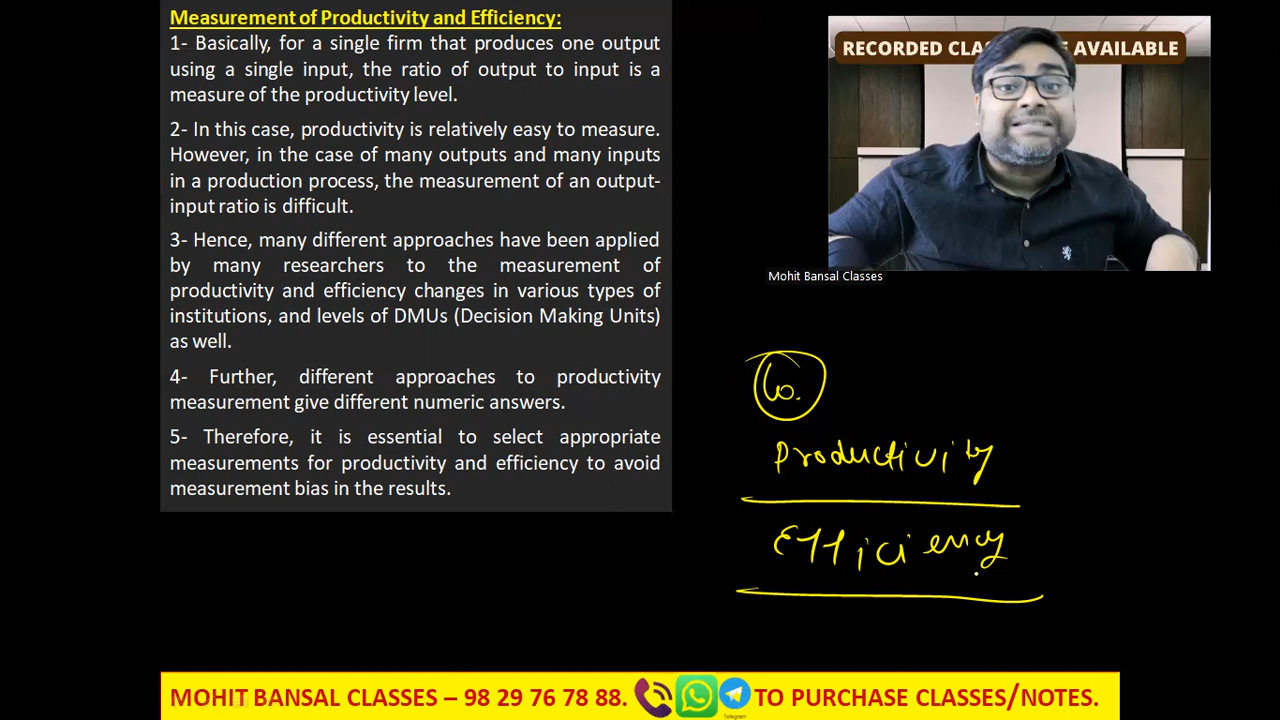 Measurement of Productivity and Efficiency:
1- Basically, for a single firm that produces one output
using a single input, the ratio of output to input is a
measure of the productivity level.
2- In this case, productivity is relatively easy to measure.
However, in the case of many outputs and many inputs
in a production process, the measurement of an output-
input ratio is difficult.
3- Hence, many different approaches have been applied
by many researchers to the measurement of
productivity and efficiency changes in various types of
institutions, and levels of DMUs (Decision Making Units)
as well.
4- Further, different approaches to productivity
measurement give different numeric answers.
5- Therefore, it is essential to select appropriate
measurements for productivity and efficiency to avoid
measurement bias in the results.
RECORDED AVAILABLE
Mohit Bansal Classes
Productivity
Efficiency
MOHIT BANSAL CLASSES – 98 29 76 78 88. TO PURCHASE CLASSES/NOTES.
Telegram